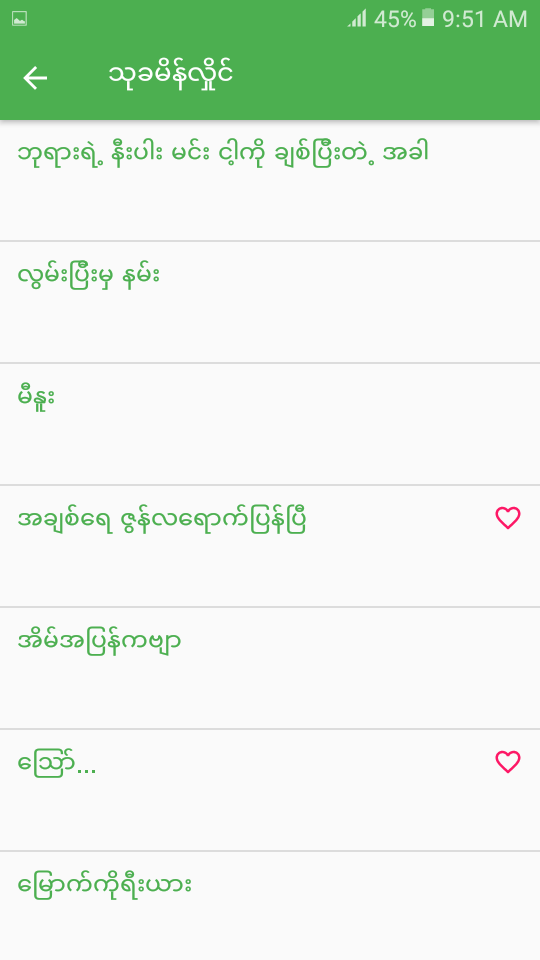 45% 9:51 AM
သုခမိန်လှိုင်
ဘုရားရဲ့ နီးပါး မင်း ငါ့ကို ချစ်ပြီးတဲ့ အခါ
လွမ်းပြီးမှ နမ်း
မီနူး
အချစ်ရေ ဇွန်လရောက်ပြန်ပြီ
အိမ်အပြန်ကဗျာ
သြော်...
မြောက်ကိုရီးယား